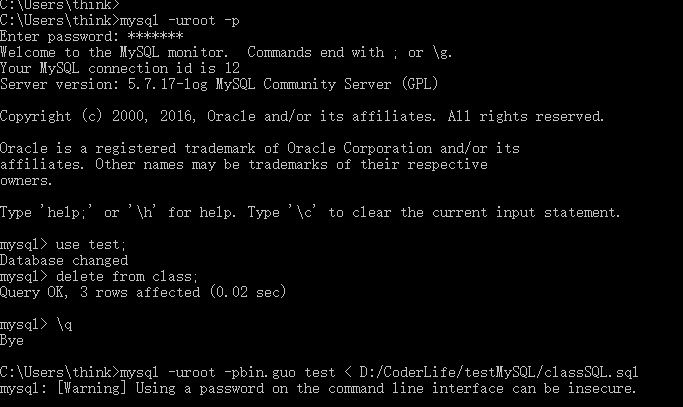 C:\Users\think>
C:\Users\think>mysql -uroot -p
Enter password: *******
Welcome to the MySQL monitor.  Commands end with ; or \g.
Your MySQL connection id is 12
Server version: 5.7.17-log MySQL Community Server (GPL)
Copyright (c) 2000, 2016, Oracle and/or its affiliates. All rights reserved.
Oracle is a registered trademark of Oracle Corporation and/or its
affiliates. Other names may be trademarks of their respective
owners.
Type 'help;' or '\h' for help. Type '\c' to clear the current input statement.
mysql> use test;
Database changed
mysql> delete from class;
Query OK, 3 rows affected (0.02 sec)
mysql> \q
Bye
C:\Users\think>mysql -uroot -pbin.guo test < D:/CoderLife/testMySQL/classSQL.sql
mysql: [Warning] Using a password on the command line interface can be insecure.